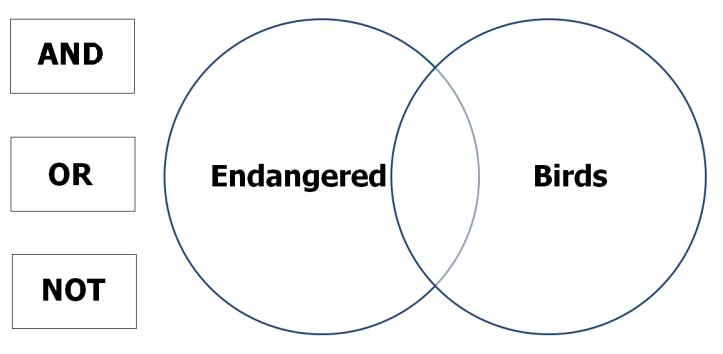 AND
OR
NOT
Endangered
Birds